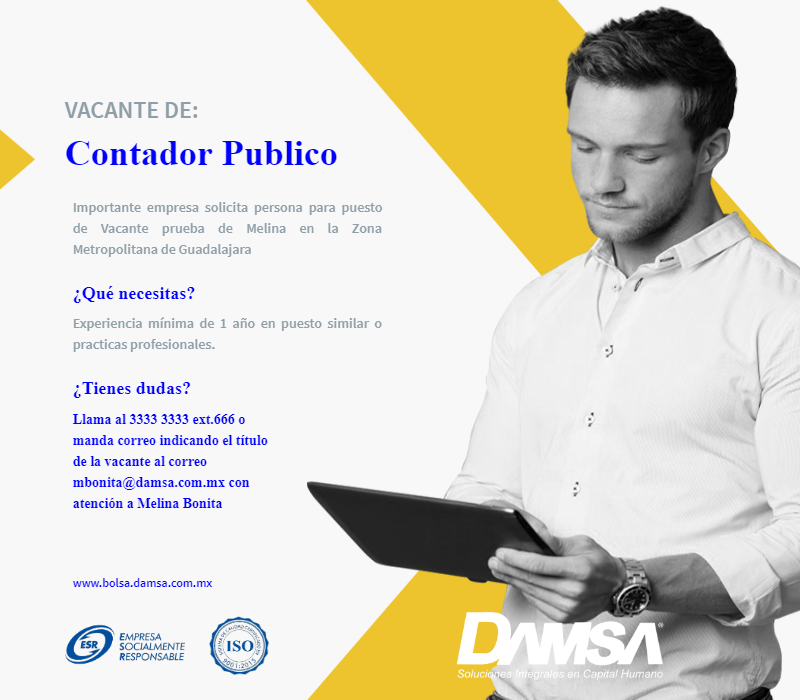 VACANTE DE:
Contador Publico
Importante empresa solicita persona para puesto
de Vacante prueba de Melina en la Zona
Metropolitana de Guadalajara
¿Qué necesitas?
Experiencia mínima de 1 año en puesto similar o
practicas profesionales.
¿Tienes dudas?
Llama al 3333 3333 ext.666 o
manda correo indicando el título
de la vacante al correo
mbonita@damsa.com.mx con
atención a Melina Bonita
www.bolsa.damsa.com.mx
ESR
EMPRESA
SOCIALMENTE
RESPONSABLE
ISO
9001:2015
DAMSA®
Soluciones Integrales en Capital Humano